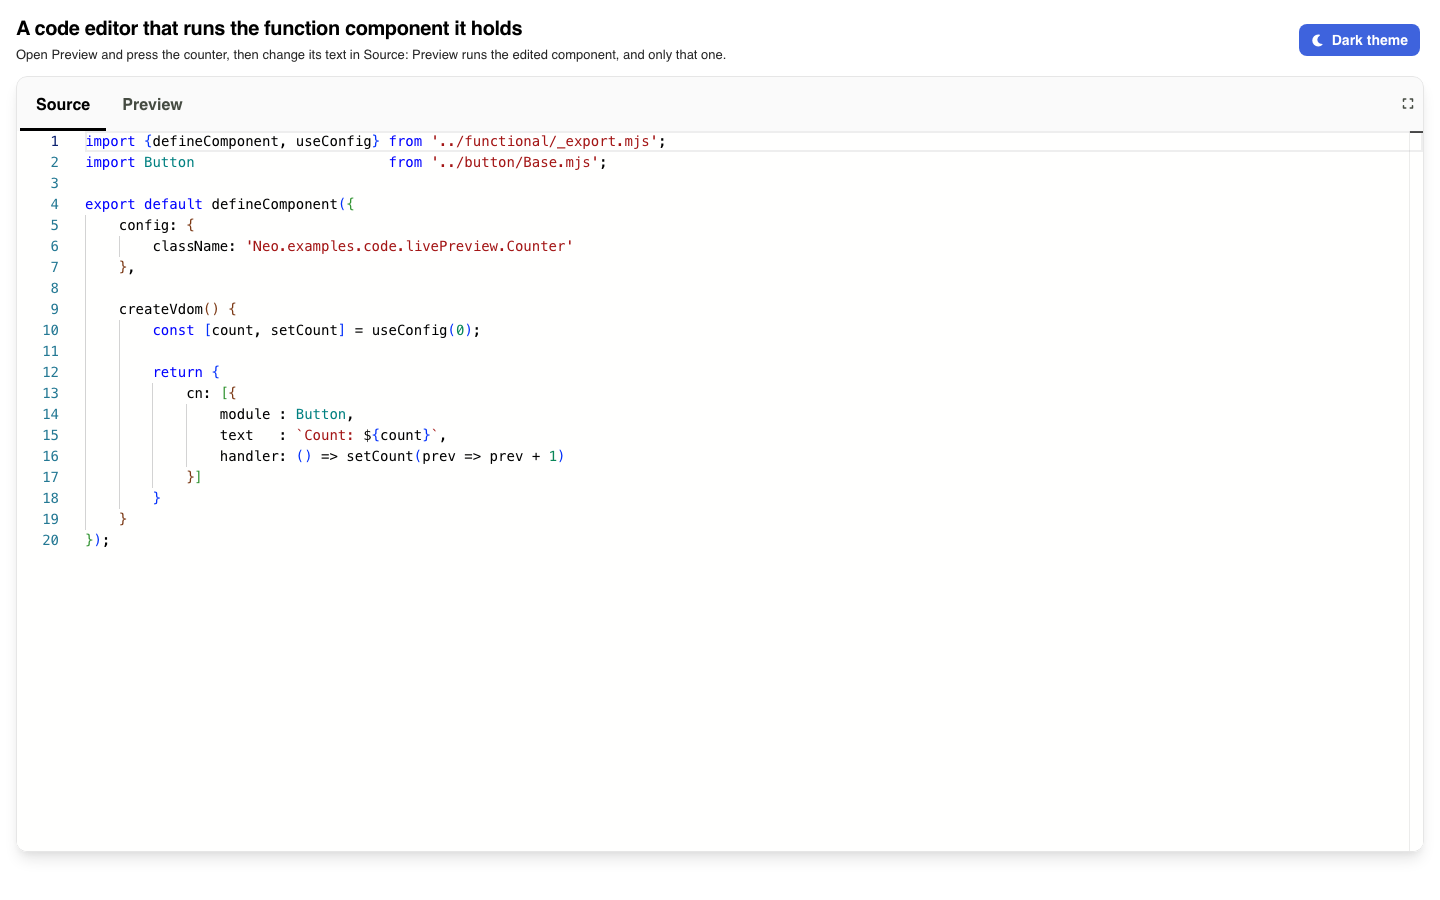 A code editor that runs the function component it holds
Open Preview and press the counter, then change its text in Source: Preview runs the edited component, and only that one.
Dark theme
Source Preview
1 import {defineComponent, useConfig} from '../functional/_export.mjs';
2 import Button                       from '../button/Base.mjs';
3
4 export default defineComponent({
5     config: {
6         className: 'Neo.examples.code.livePreview.Counter'
7     },
8
9     createVdom() {
10         const [count, setCount] = useConfig(0);
11
12         return {
13             cn: [{
14                 module : Button,
15                 text   : `Count: ${count}`,
16                 handler: () => setCount(prev => prev + 1)
17             }]
18         }
19     }
20 });